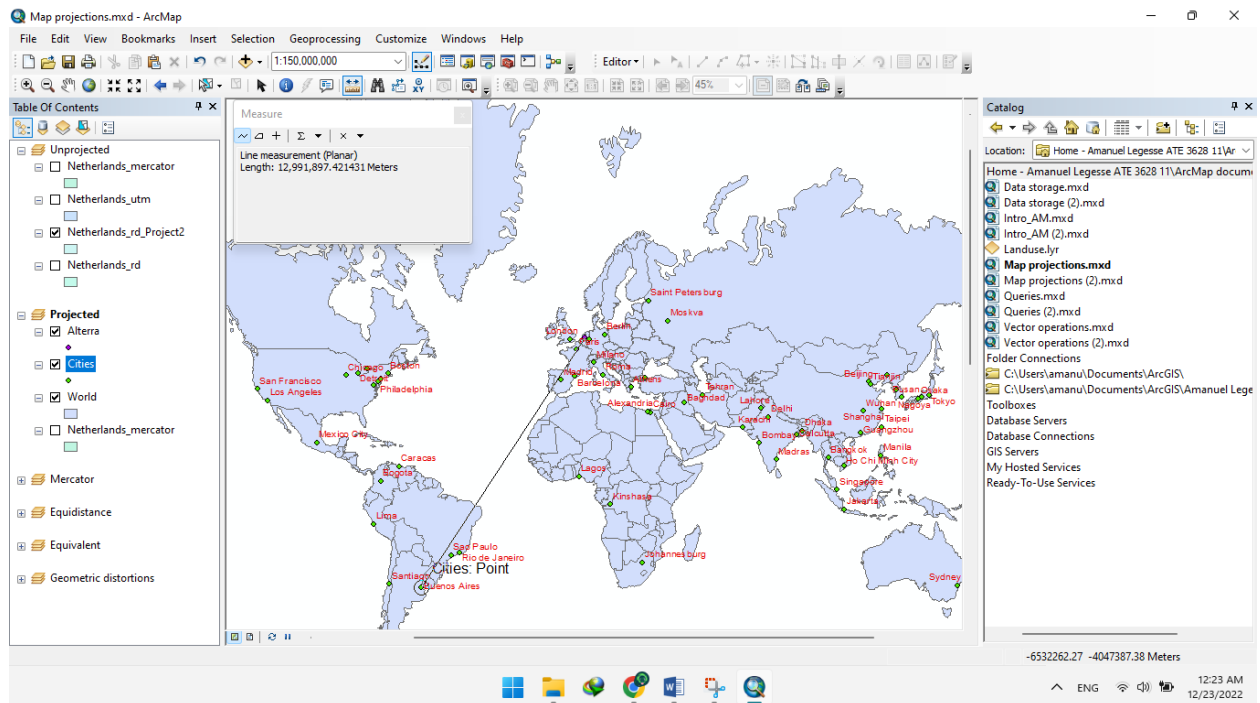 Map projections.mxd - ArcMap
File Edit View Bookmarks Insert Selection Geoprocessing Customize Windows Help
1:150,000,000
Editor
45%
Table Of Contents
Unprojected
Netherlands_mercator
Netherlands_utm
Netherlands_rd_Project2
Netherlands_rd
Projected
Alterra
Cities
World
Netherlands_mercator
Mercator
Equidistance
Equivalent
Geometric distortions
Measure
Line measurement (Planar)
Length: 12,991,897.421431 Meters
Saint Petersburg
Moskva
London
Berlin
Paris
Milano
Madrid
Roma
Barcelona
Athens
Chicago
Boston
Detroit
Philadelphia
San Francisco
Los Angeles
Mexico City
Caracas
Bogota
Lima
Sao Paulo
Rio de Janeiro
Santiago
Cities: Point
Buenos Aires
Alexandria
Cairo
Tehran
Baghdad
Lahore
Delhi
Karachi
Dhaka
Bombay
Calcutta
Madras
Beijing
Tianjin
Pusan
Osaka
Wuhan
Nagoya
Tokyo
Shanghai
Taipei
Guangzhou
Bangkok
Manila
Ho Chi Minh City
Singapore
Jakarta
Lagos
Kinshasa
Johannesburg
Sydney
Catalog
Location: Home - Amanuel Legesse ATE 3628 11\Ar
Home - Amanuel Legesse ATE 3628 11\ArcMap docume
Data storage.mxd
Data storage (2).mxd
Intro_AM.mxd
Intro_AM (2).mxd
Landuse.lyr
Map projections.mxd
Map projections (2).mxd
Queries.mxd
Queries (2).mxd
Vector operations.mxd
Vector operations (2).mxd
Folder Connections
C:\Users\amanu\Documents\ArcGIS\
C:\Users\amanu\Documents\ArcGIS\Amanuel Lege
Toolboxes
Database Servers
Database Connections
GIS Servers
My Hosted Services
Ready-To-Use Services
-6532262.27 -4047387.38 Meters
ENG
12:23 AM
12/23/2022